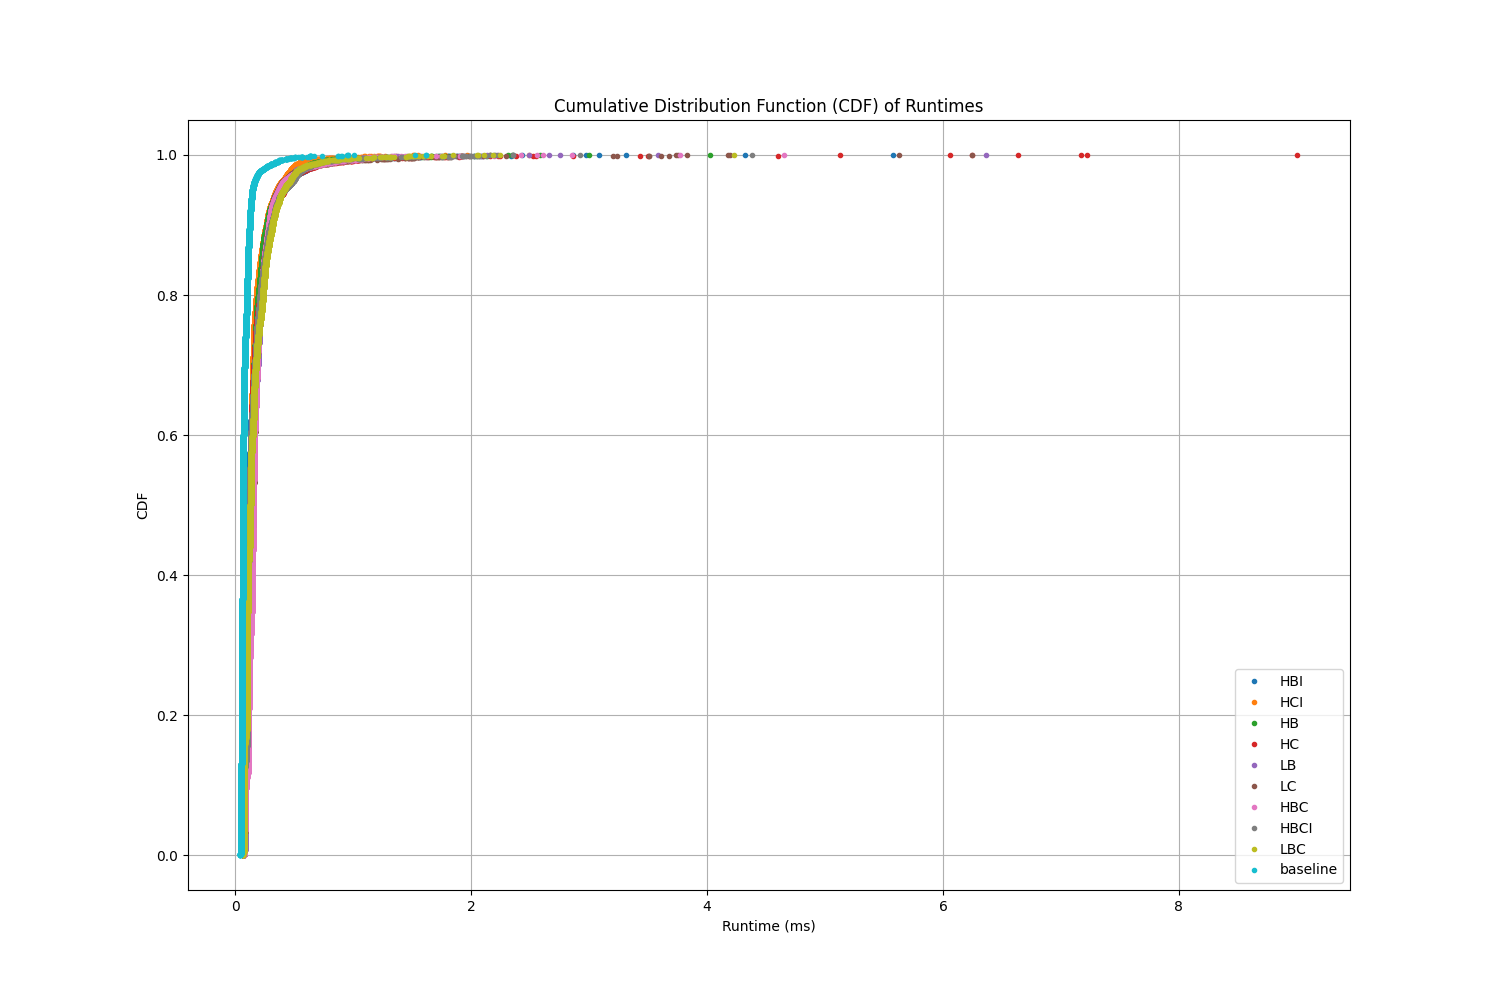 Cumulative Distribution Function (CDF) of Runtimes
1.0
0.8
0.6
0.4
0.2
0.0
CDF
0 2 4 6 8
Runtime (ms)
HBI
HCI
HB
HC
LB
LC
HBC
HBCI
LBC
baseline